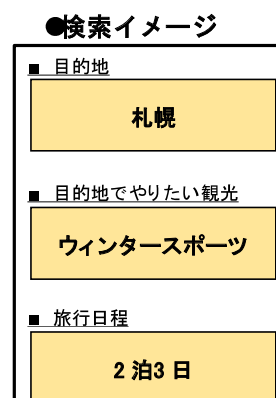 ●検索イメージ
■ 目的地
札幌
■ 目的地でやりたい観光
ウィンタースポーツ
■ 旅行日程
2 泊3 日